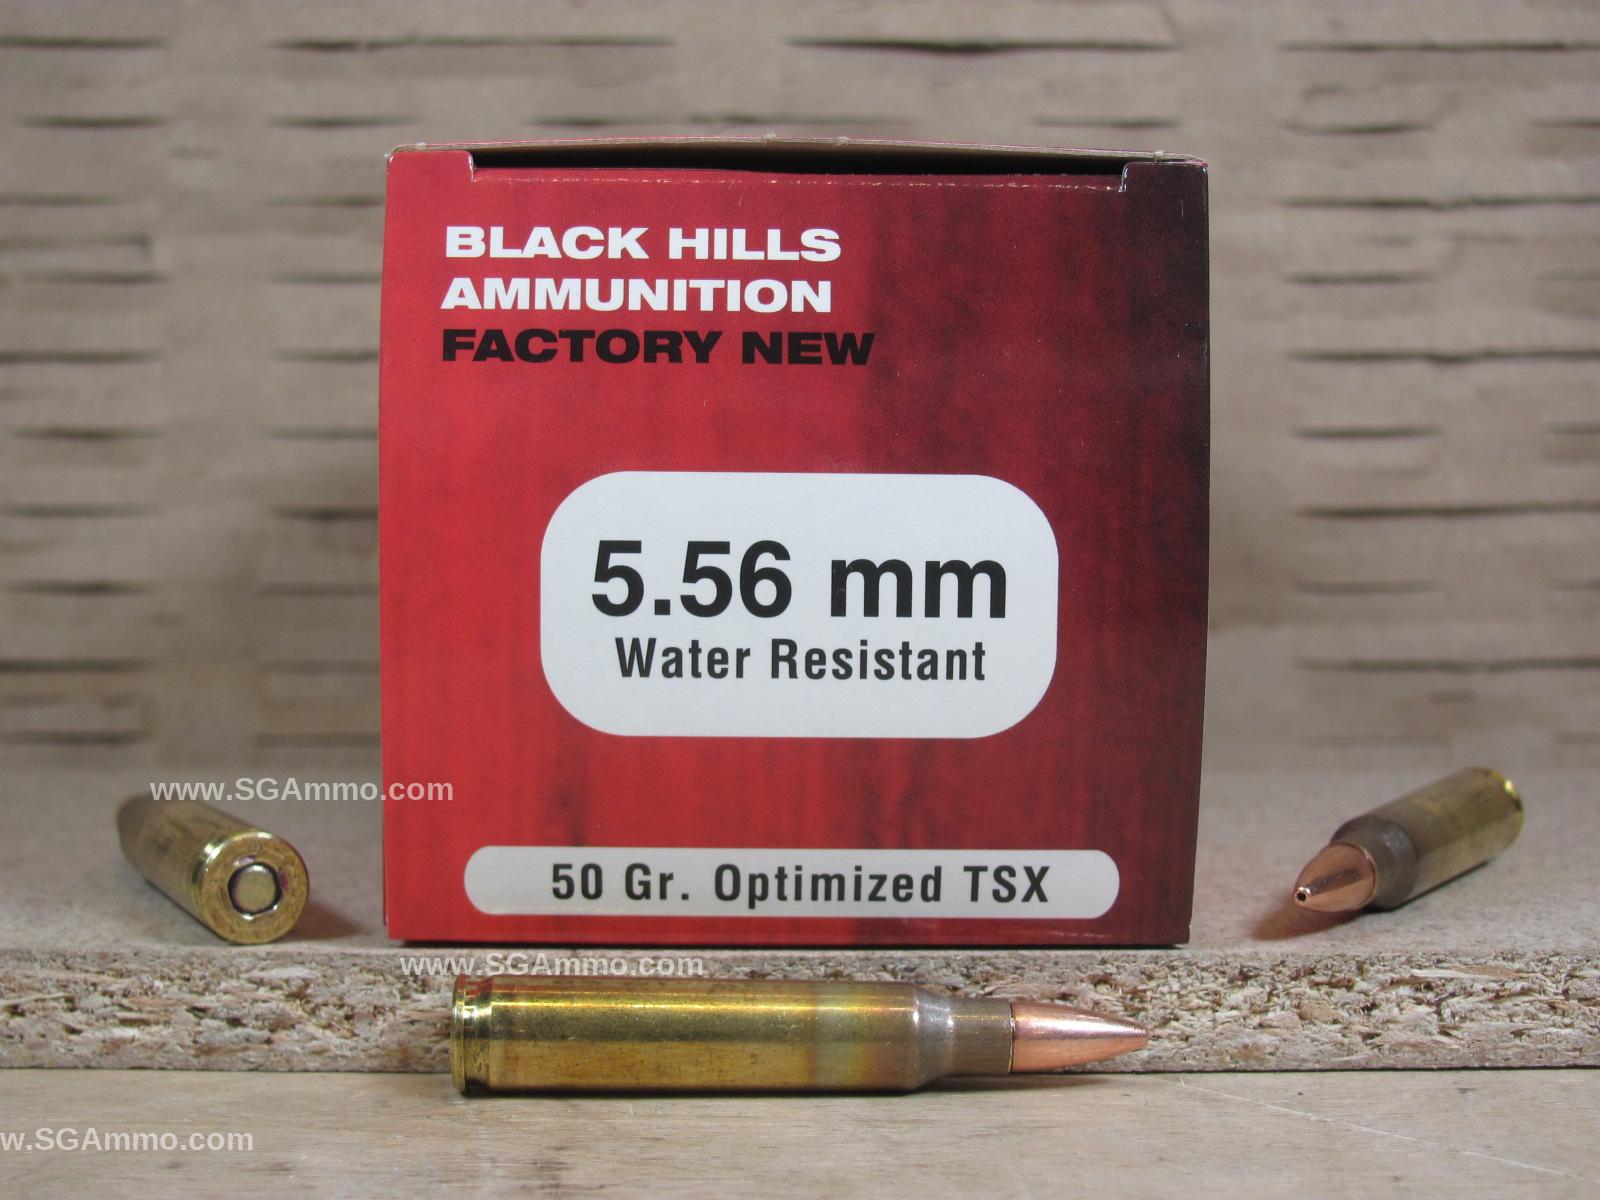 BLACK HILLS
AMMUNITION
FACTORY NEW
5.56 mm
Water Resistant
www.SGAmmo.com
50 Gr. Optimized TSX
www.SGAmmo.com
w.SGAmmo.com